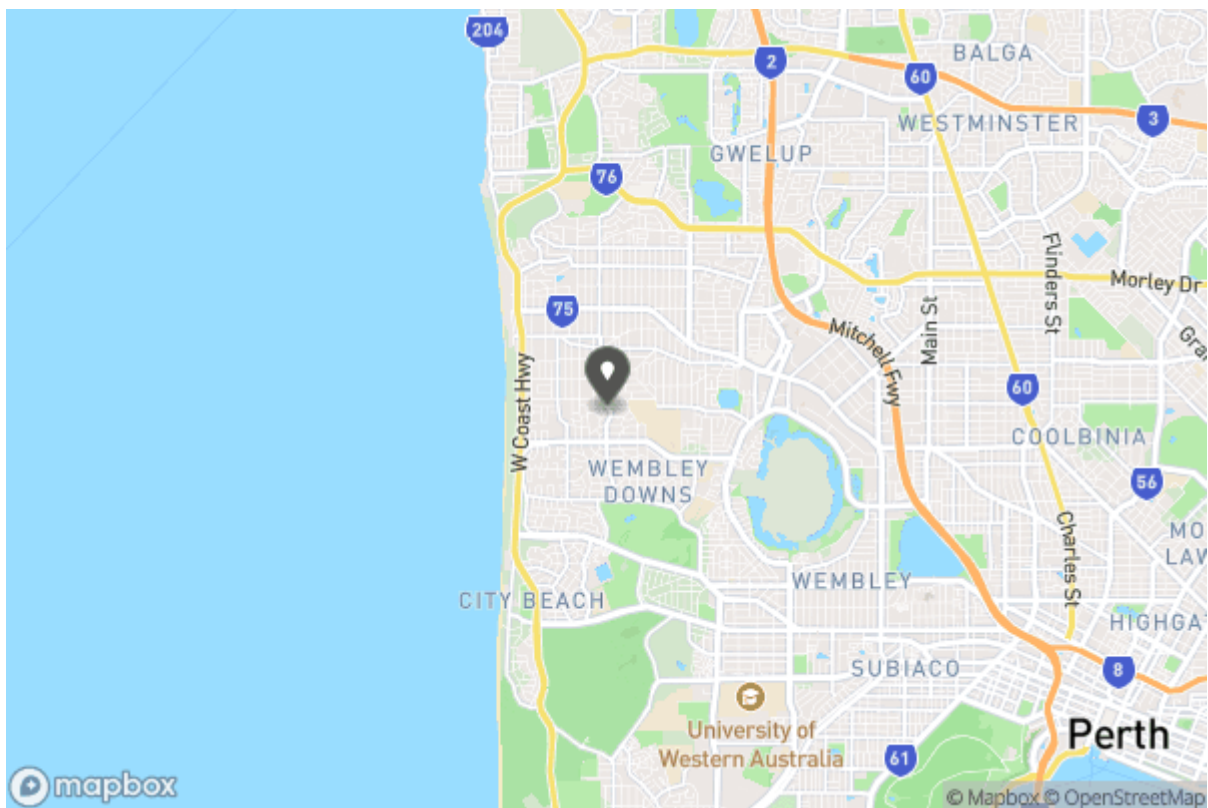 204
2
BALGA
60
3
WESTMINSTER
GWELUP
76
Flinders St
Morley Dr
75
Main St
Mitchell Fwy
W Coast Hwy
60
COOLBINIA
WEMBLEY
DOWNS
56
Charles St
WEMBLEY
CITY BEACH
SUBIACO
8
University of
Western Australia
61
Perth
mapbox
© Mapbox © OpenStreetMap